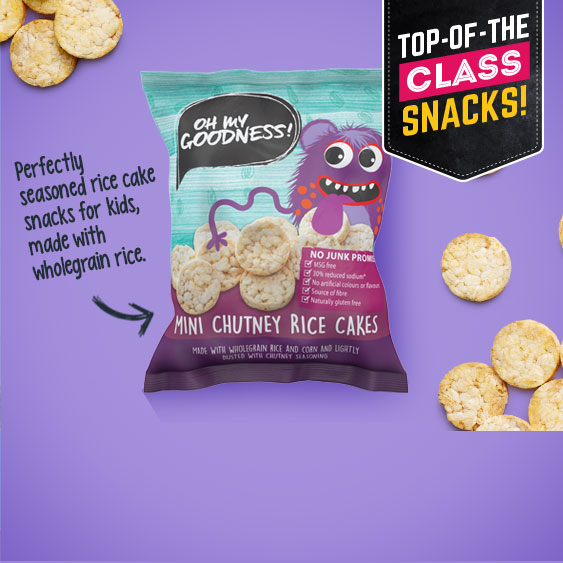 TOP-OF-THE
CLASS
SNACKS!
OH MY
GOODNESS!
Perfectly
seasoned rice cake
snacks for kids,
made with
wholegrain rice.
NO JUNK PROMI
MSG free
30% reduced sodium*
No artificial colours or flavour
Source of fibre
Naturally gluten free
MINI CHUTNEY RICE CAKES
MADE WITH WHOLEGRAIN RICE AND CORN AND LIGHTLY
DUSTED WITH CHUTNEY SEASONING